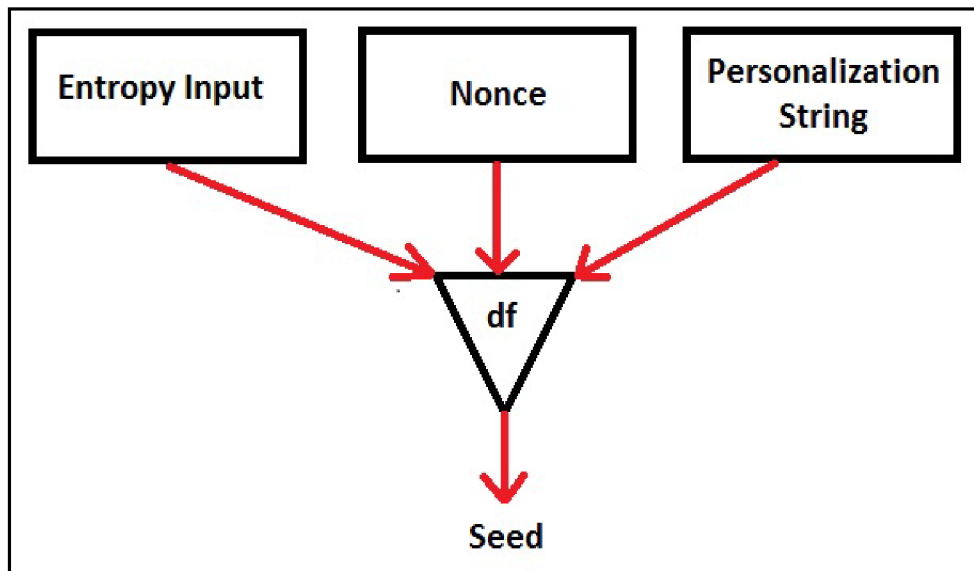 Entropy Input
Nonce
Personalization
String
df
Seed